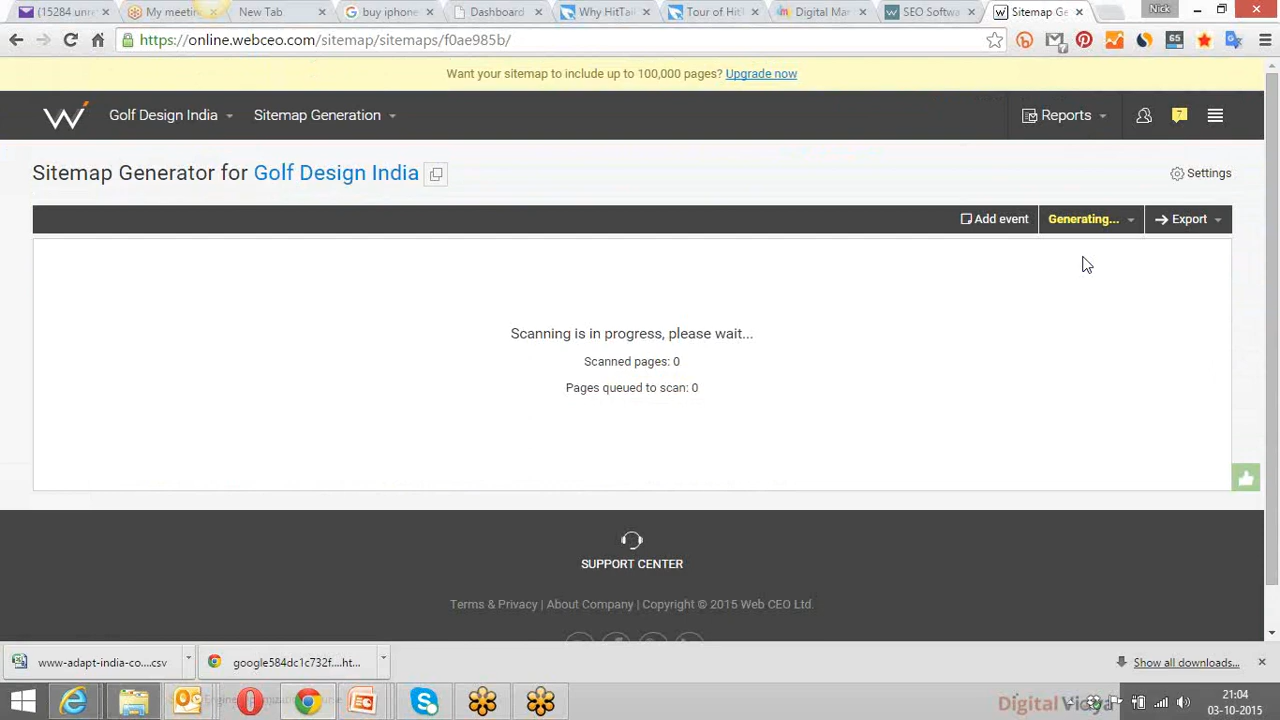 (15284 unr
My meetin
New Tab
buy iphone
Dashboard
Why HitTai
Tour of Hit
Digital Mar
SEO Softwa
Sitemap Ge
Nick
https://online.webceo.com/sitemap/sitemaps/f0ae985b/
65
Want your sitemap to include up to 100,000 pages? Upgrade now
Golf Design India
Sitemap Generation
Reports
7
Sitemap Generator for Golf Design India
Settings
Add event
Generating...
Export
Scanning is in progress, please wait...
Scanned pages: 0
Pages queued to scan: 0
SUPPORT CENTER
Terms & Privacy | About Company | Copyright © 2015 Web CEO Ltd.
www-adapt-india-co....csv
google584dc1c732f....ht...
Show all downloads...
Digital
21:04
03-10-2015